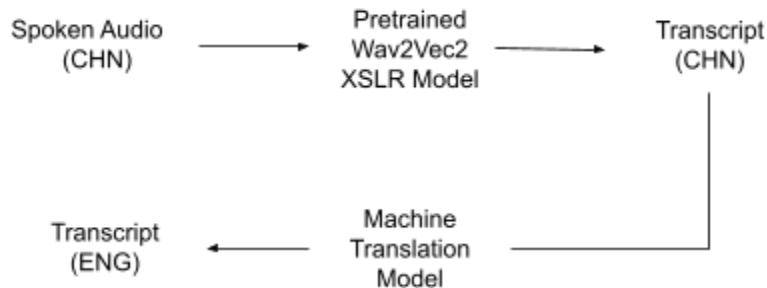 Spoken Audio
(CHN)
Pretrained
Wav2Vec2
XSLR Model
Transcript
(CHN)
Machine
Translation
Model
Transcript
(ENG)